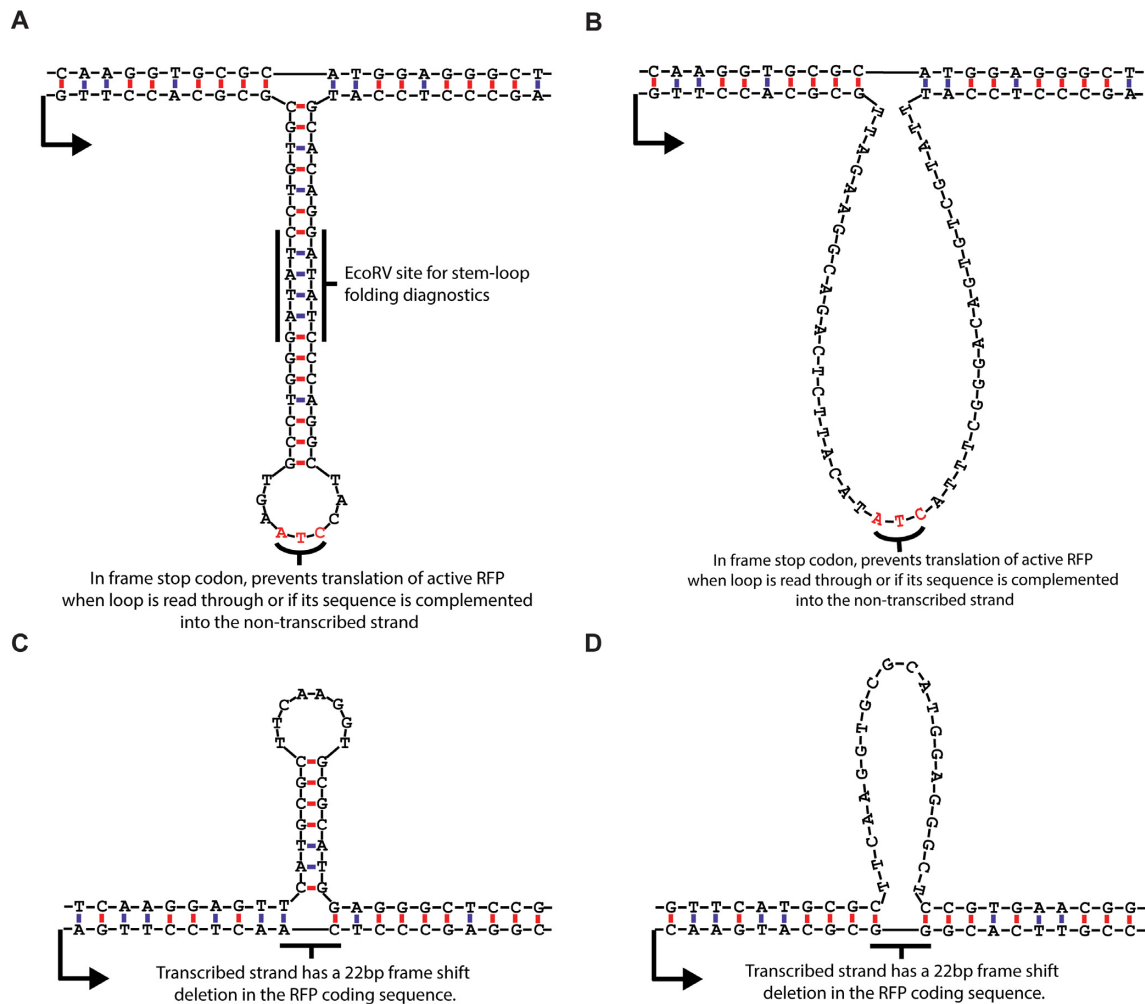 A
C-A-A-G-G-T-G-C-G-C A-T-G-G-A-G-G-G-C-T
G-T-T-C-C-A-C-G-C-G T-A-C-C-T-C-C-C-G-A
EcoRV site for stem-loop
folding diagnostics
A T C
In frame stop codon, prevents translation of active RFP
when loop is read through or if its sequence is complemented
into the non-transcribed strand
B
C-A-A-G-G-T-G-C-G-C A-T-G-G-A-G-G-G-C-T
G-T-T-C-C-A-C-G-C-G T-A-C-C-T-C-C-C-G-A
A-T-C
In frame stop codon, prevents translation of active RFP
when loop is read through or if its sequence is complemented
into the non-transcribed strand
C
T-C-A-A-G-G-A-G-T-T G-A-G-G-G-C-T-C-C-G
A-G-T-T-C-C-T-C-A-A C-T-C-C-C-G-A-G-G-C
Transcribed strand has a 22bp frame shift
deletion in the RFP coding sequence.
D
G-T-T-C-A-T-G-C-G-C C-C-G-T-G-A-A-C-G-G
C-A-A-G-T-A-C-G-C-G G-G-C-A-C-T-T-G-C-C
Transcribed strand has a 22bp frame shift
deletion in the RFP coding sequence.